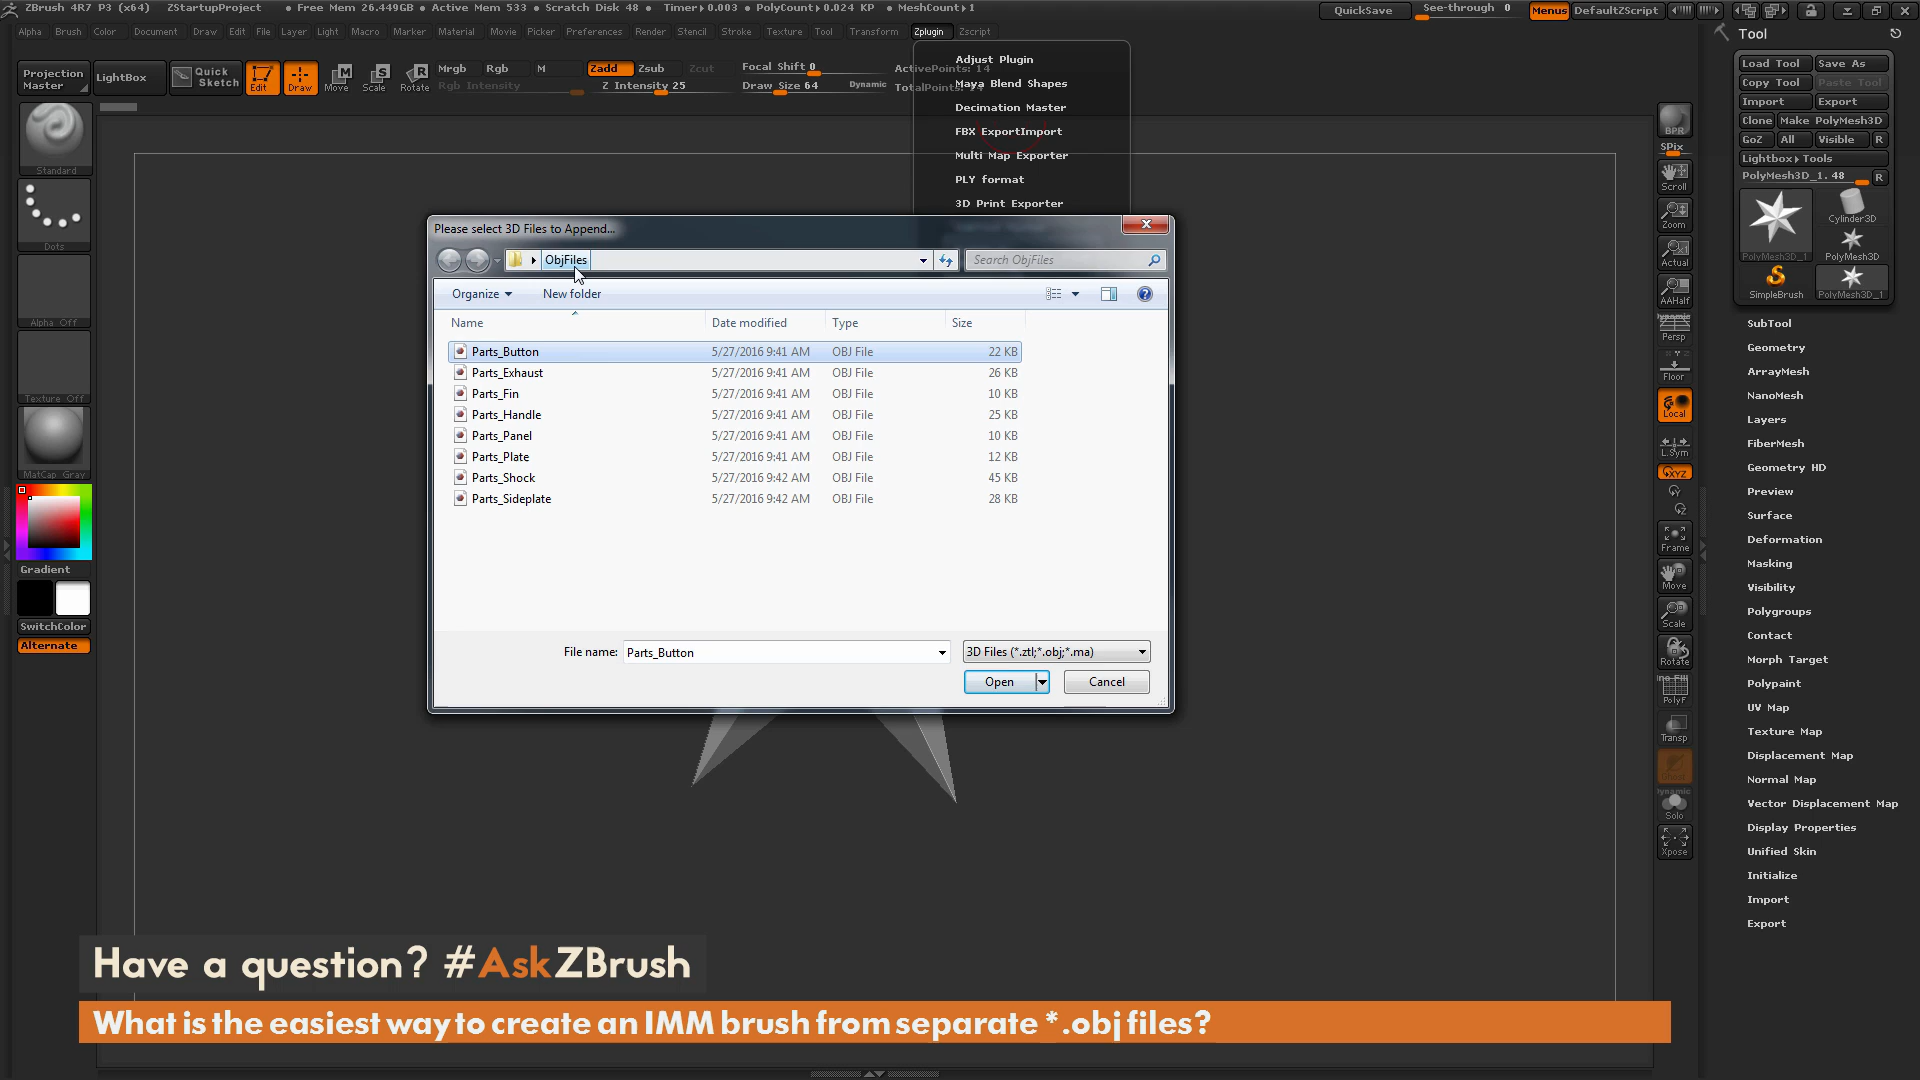 ZBrush 4R7 P3 (x64) ZStartupProject • Free Mem 26.449GB • Active Mem 533 • Scratch Disk 48 • Timer▸0.003 • PolyCount▸0.024 KP • MeshCount▸1 QuickSave See-through 0 Menus DefaultZScript
Alpha Brush Color Document Draw Edit File Layer Light Macro Marker Material Movie Picker Preferences Render Stencil Stroke Texture Tool Transform Zplugin Zscript
Projection Master
LightBox
Quick Sketch
Edit
Draw
Move
Scale
Rotate
Mrgb Rgb M
Rgb Intensity
Zadd Zsub Zcut
Z Intensity 25
Focal Shift 0
Draw Size 64 Dynamic
ActivePoints: 14
Adjust Plugin
Maya Blend Shapes
Decimation Master
FBX ExportImport
Multi Map Exporter
PLY format
3D Print Exporter
Standard
Dots
Alpha Off
Texture Off
MatCap Gray
Gradient
SwitchColor
Alternate
Please select 3D Files to Append...
ObjFiles
Search ObjFiles
Organize New folder
Name Date modified Type Size
Parts_Button 5/27/2016 9:41 AM OBJ File 22 KB
Parts_Exhaust 5/27/2016 9:41 AM OBJ File 26 KB
Parts_Fin 5/27/2016 9:41 AM OBJ File 10 KB
Parts_Handle 5/27/2016 9:41 AM OBJ File 25 KB
Parts_Panel 5/27/2016 9:41 AM OBJ File 10 KB
Parts_Plate 5/27/2016 9:41 AM OBJ File 12 KB
Parts_Shock 5/27/2016 9:42 AM OBJ File 45 KB
Parts_Sideplate 5/27/2016 9:42 AM OBJ File 28 KB
File name: Parts_Button 3D Files (*.ztl;*.obj;*.ma)
Open Cancel
BPR
SPix
Scroll
Zoom
Actual
AAHalf
Dynamic
Persp
Floor
Local
L.Sym
XYZ
Frame
Move
Scale
Rotate
PolyF
Transp
Dynamic
Solo
Xpose
Tool
Load Tool Save As
Copy Tool Paste Tool
Import Export
Clone Make PolyMesh3D
GoZ All Visible R
Lightbox▸Tools
PolyMesh3D_1. 48 R
PolyMesh3D_1
Cylinder3D
PolyMesh3D
SimpleBrush
PolyMesh3D_1
SubTool
Geometry
ArrayMesh
NanoMesh
Layers
FiberMesh
Geometry HD
Preview
Surface
Deformation
Masking
Visibility
Polygroups
Contact
Morph Target
Polypaint
UV Map
Texture Map
Displacement Map
Normal Map
Vector Displacement Map
Display Properties
Unified Skin
Initialize
Import
Export
Have a question? #AskZBrush
What is the easiest way to create an IMM brush from separate *.obj files?